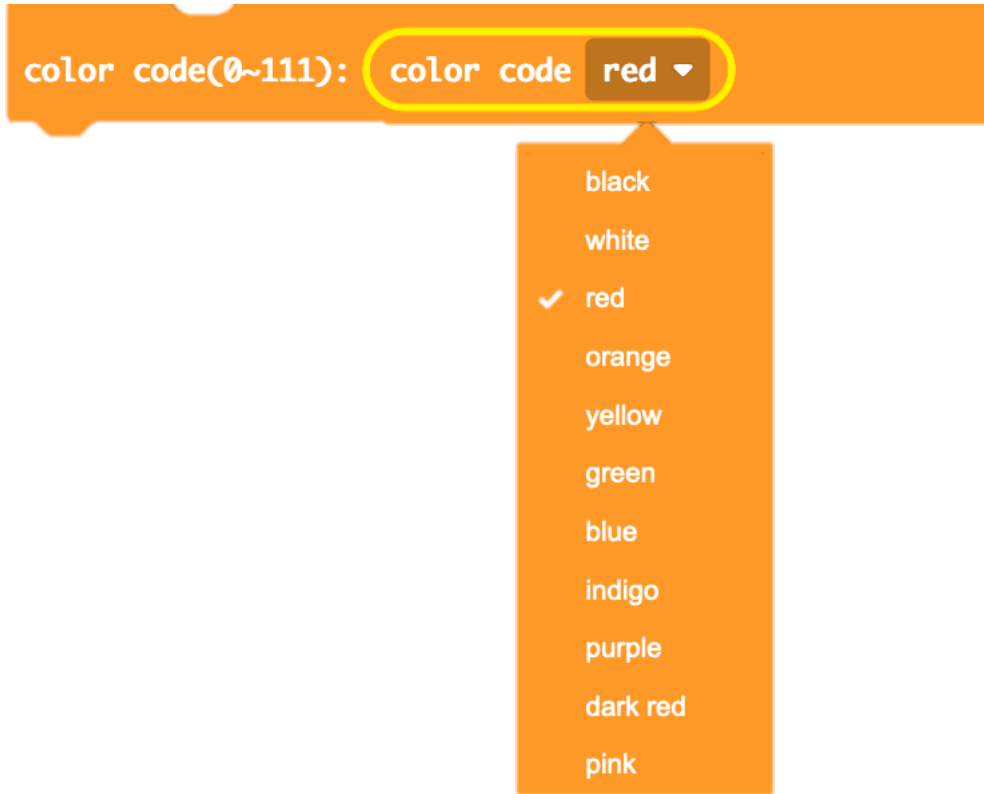 color code(0~111): color code red
black
white
red
orange
yellow
green
blue
indigo
purple
dark red
pink